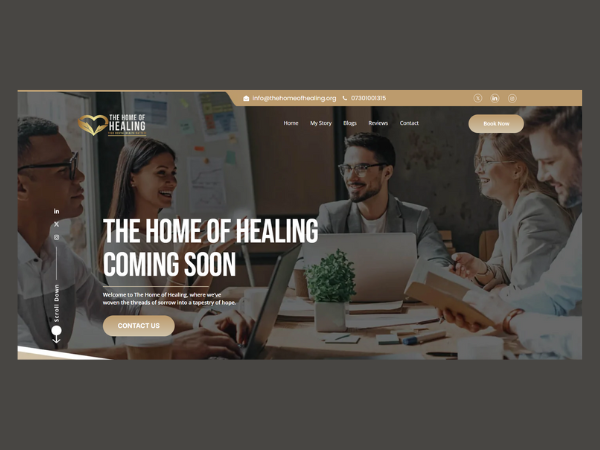 info@thehomeofhealing.org 07301001315
THE HOME OF
HEALING
Home My Story Blogs Reviews Contact
Book Now
THE HOME OF HEALING
COMING SOON
Welcome to The Home of Healing, where we've
woven the threads of sorrow into a tapestry of hope.
CONTACT US
Scroll Down